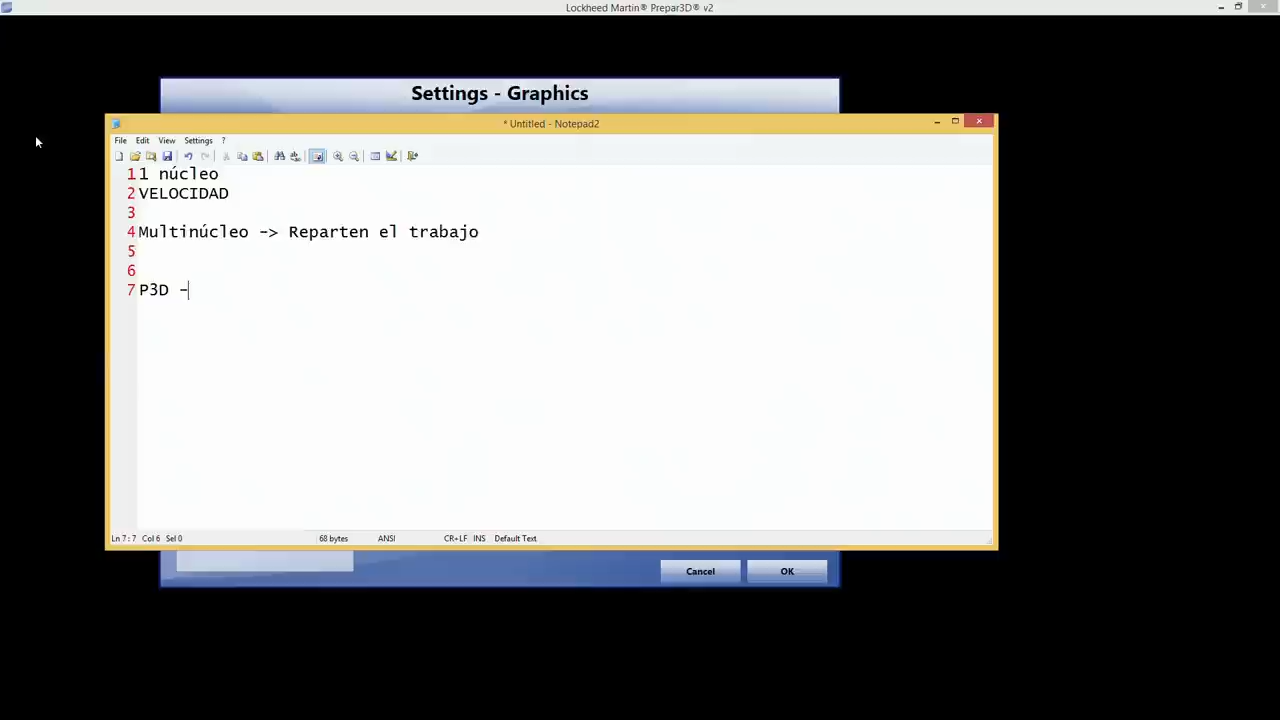 Lockheed Martin® Prepar3D® v2
Settings - Graphics
* Untitled - Notepad2
File Edit View Settings ?
1 1 núcleo
2 VELOCIDAD
3
4 Multinúcleo -> Reparten el trabajo
5
6
7 P3D -
Ln 7 : 7 Col 6 Sel 0 68 bytes ANSI CR+LF INS Default Text
Cancel OK